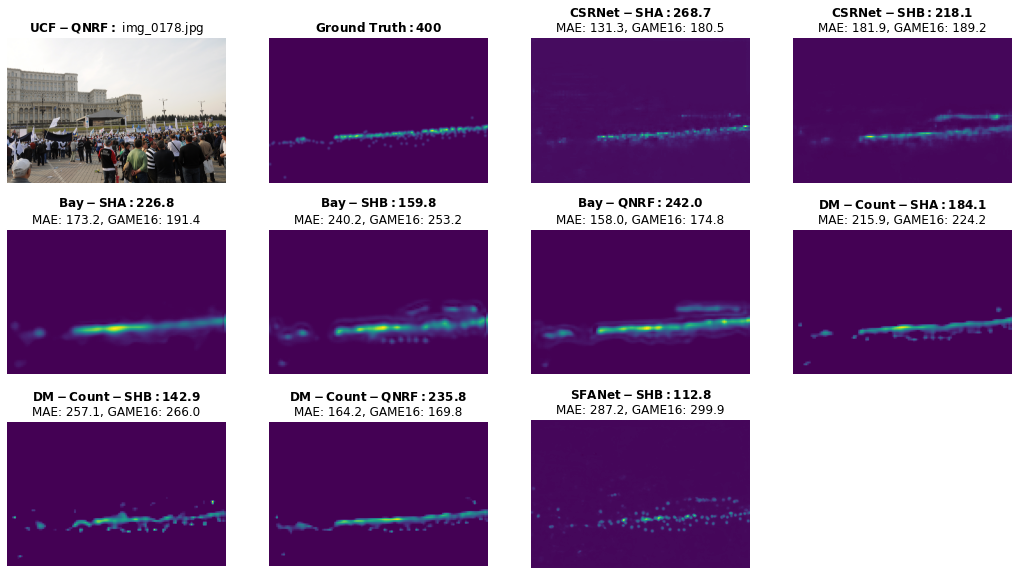 UCF − QNRF: img_0178.jpg
Ground Truth: 400
CSRNet − SHA: 268.7
MAE: 131.3, GAME16: 180.5
CSRNet − SHB: 218.1
MAE: 181.9, GAME16: 189.2
Bay − SHA: 226.8
MAE: 173.2, GAME16: 191.4
Bay − SHB: 159.8
MAE: 240.2, GAME16: 253.2
Bay − QNRF: 242.0
MAE: 158.0, GAME16: 174.8
DM − Count − SHA: 184.1
MAE: 215.9, GAME16: 224.2
DM − Count − SHB: 142.9
MAE: 257.1, GAME16: 266.0
DM − Count − QNRF: 235.8
MAE: 164.2, GAME16: 169.8
SFANet − SHB: 112.8
MAE: 287.2, GAME16: 299.9